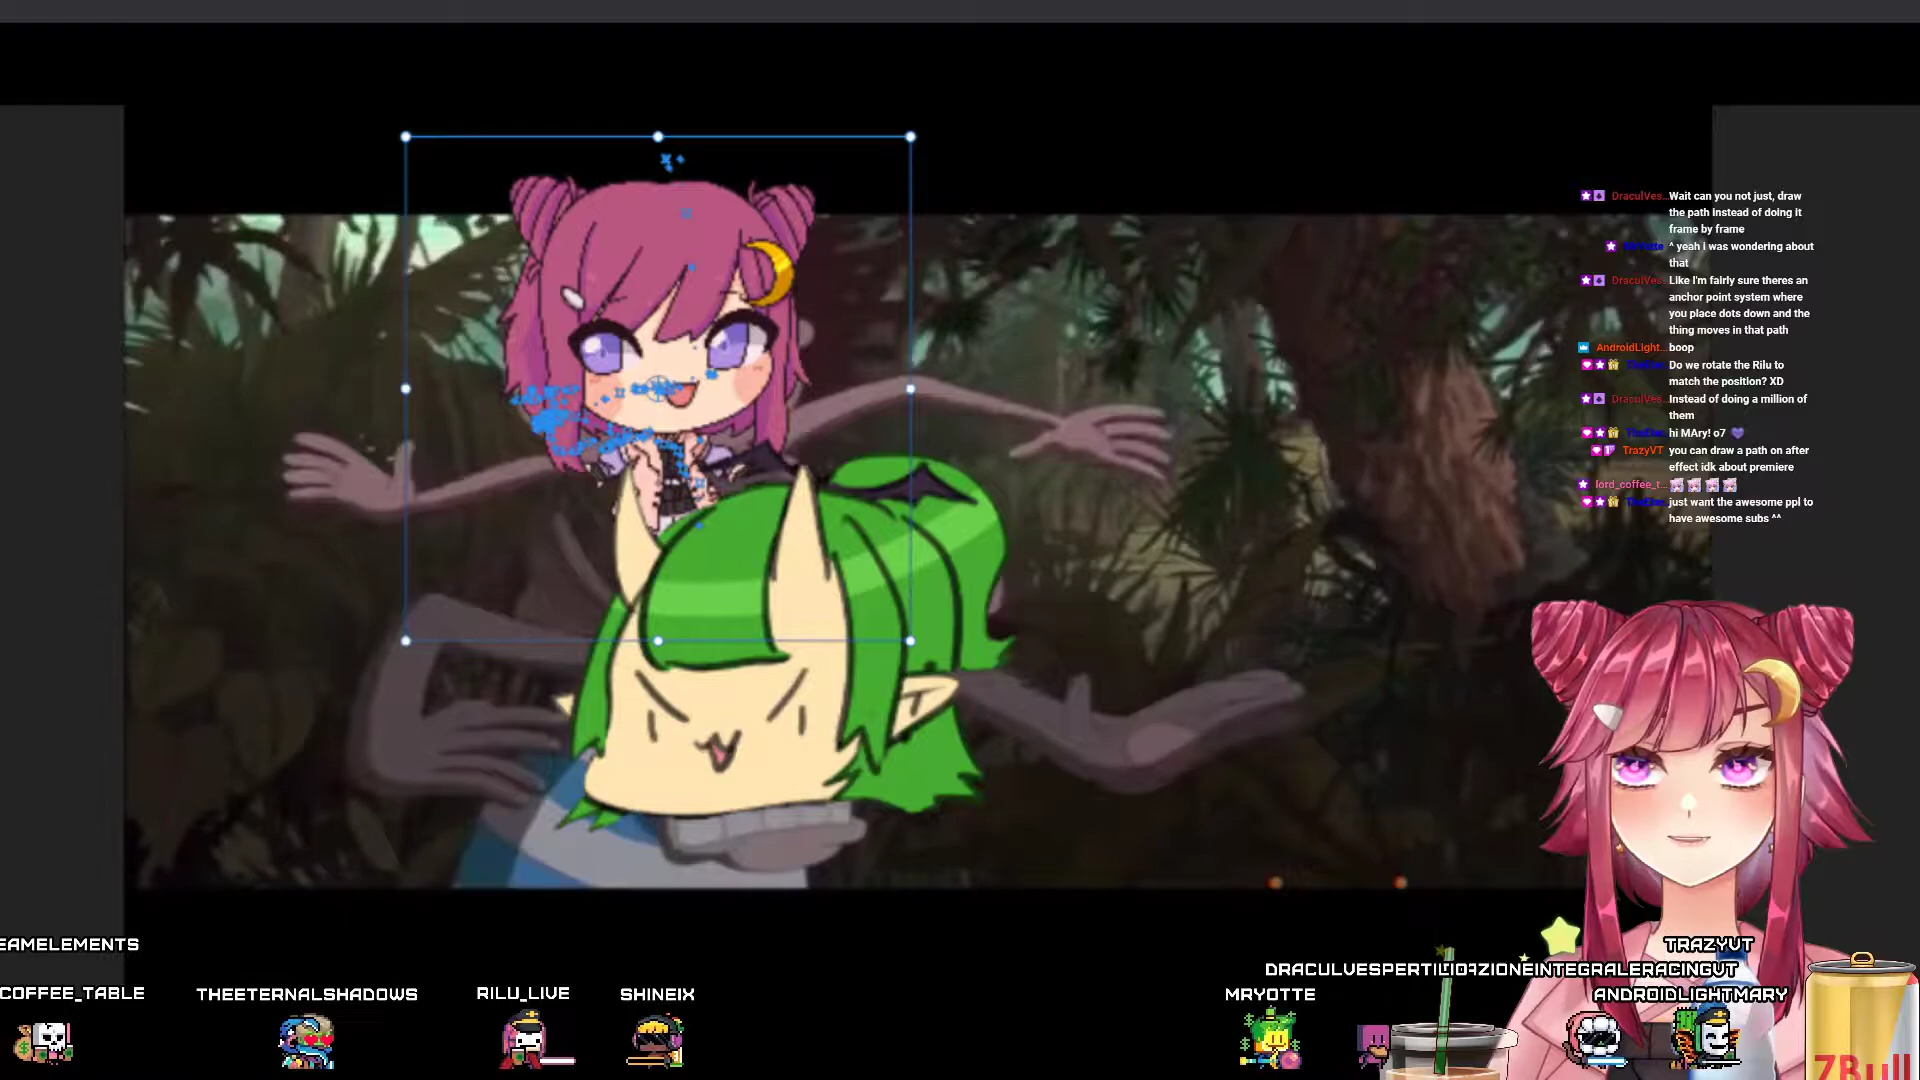 DraculVes... Wait can you not just, draw
the path instead of doing it
frame by frame
^ yeah i was wondering about
that
DraculVes... Like I'm fairly sure theres an
anchor point system where
you place dots down and the
thing moves in that path
AndroidLight... boop
Do we rotate the Rilu to
match the position? XD
DraculVes... Instead of doing a million of
them
hi MAry! o7
TrazyVT you can draw a path on after
effect idk about premiere
lord_coffee_t...
just want the awesome ppl to
have awesome subs ^^
EAMELEMENTS
TRAZYVT
COFFEE_TABLE
THEETERNALSHADOWS
RILU_LIVE
SHINEIX
MRYOTTE
ANDROIDLIGHTMARY
ZBull